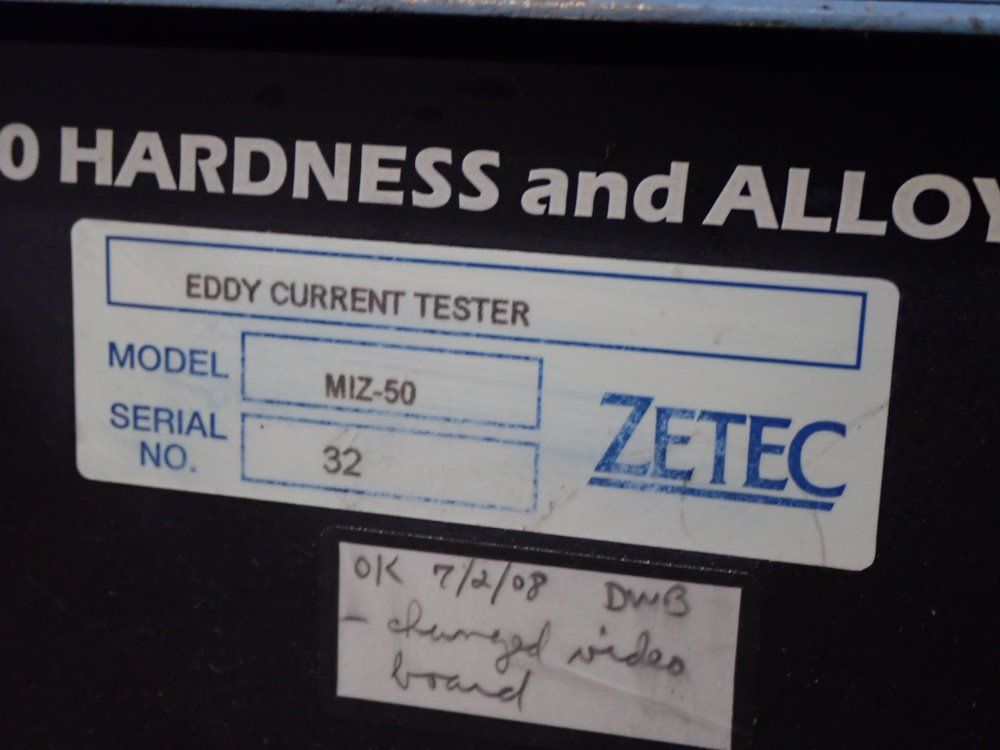 0 HARDNESS and ALLOY
EDDY CURRENT TESTER
MODEL MIZ-50
SERIAL NO. 32
ZETEC
OK 7/2/08 DWB
- changed video
board